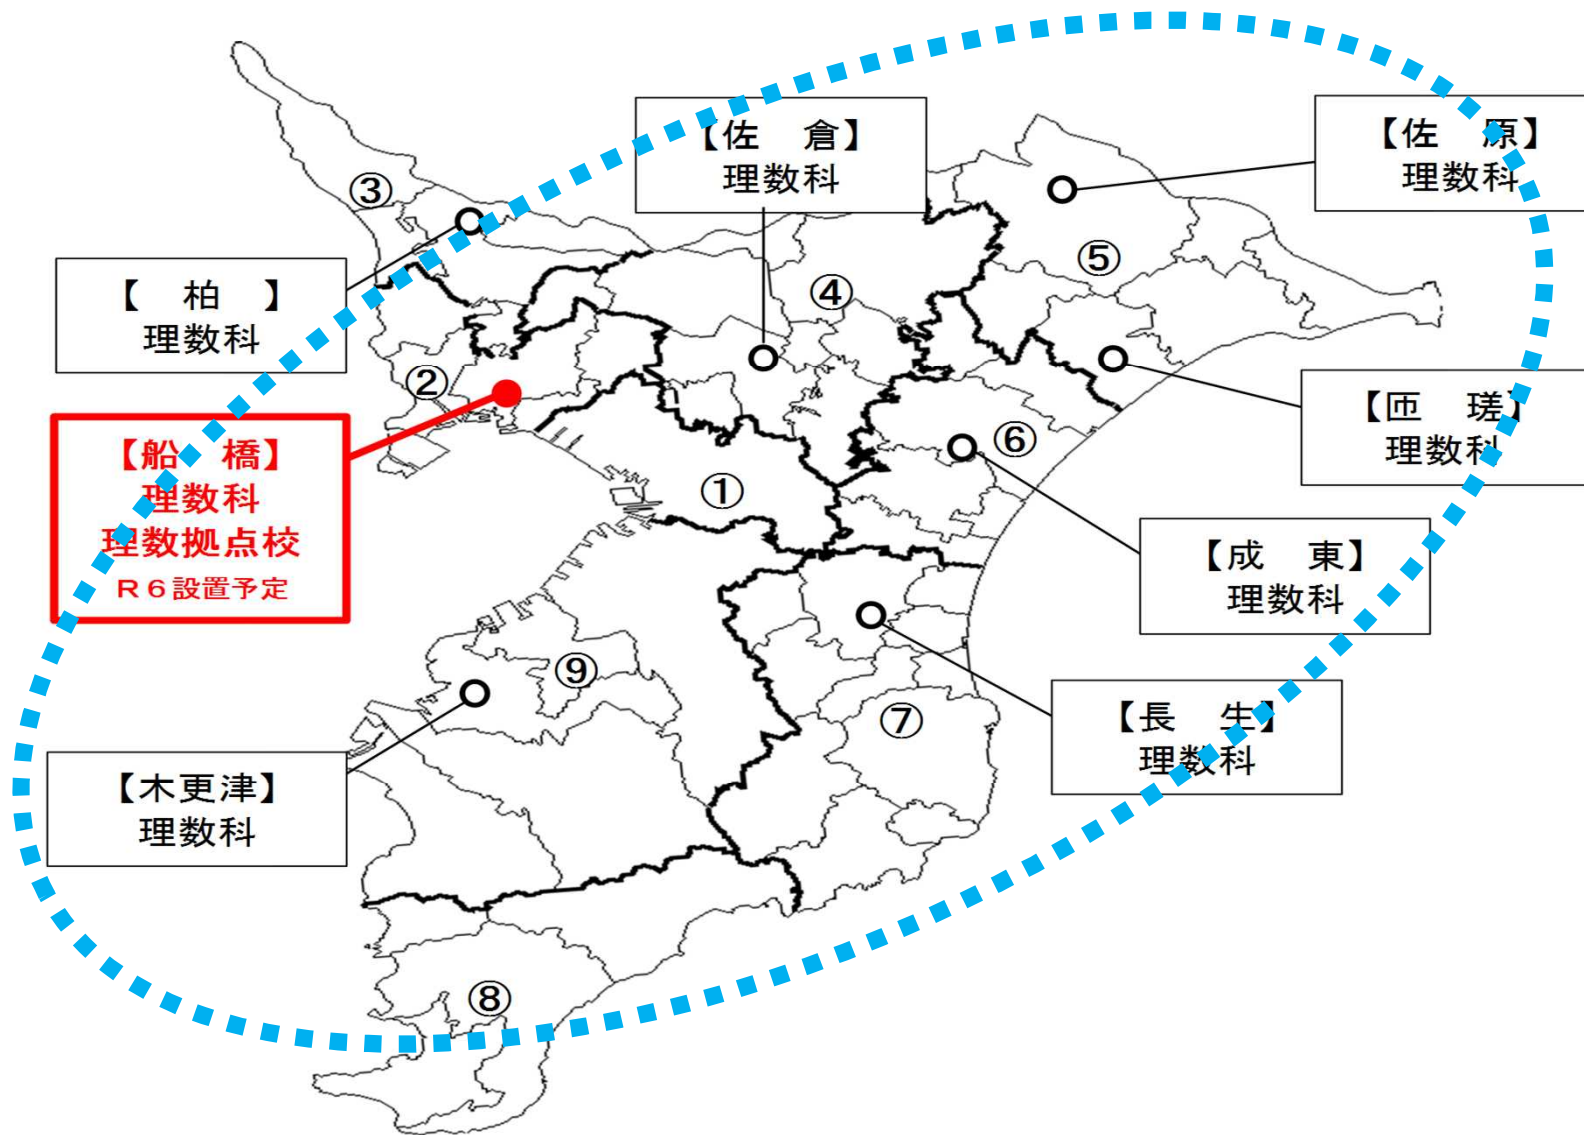 【佐　倉】
理数科
【佐　原】
理数科
③
⑤
④
【　柏　】
理数科
②
【匝　瑳】
理数科
【船　橋】
理数科
理数拠点校
Ｒ６設置予定
⑥
①
【成　東】
理数科
⑨
⑦
【長　生】
理数科
【木更津】
理数科
⑧